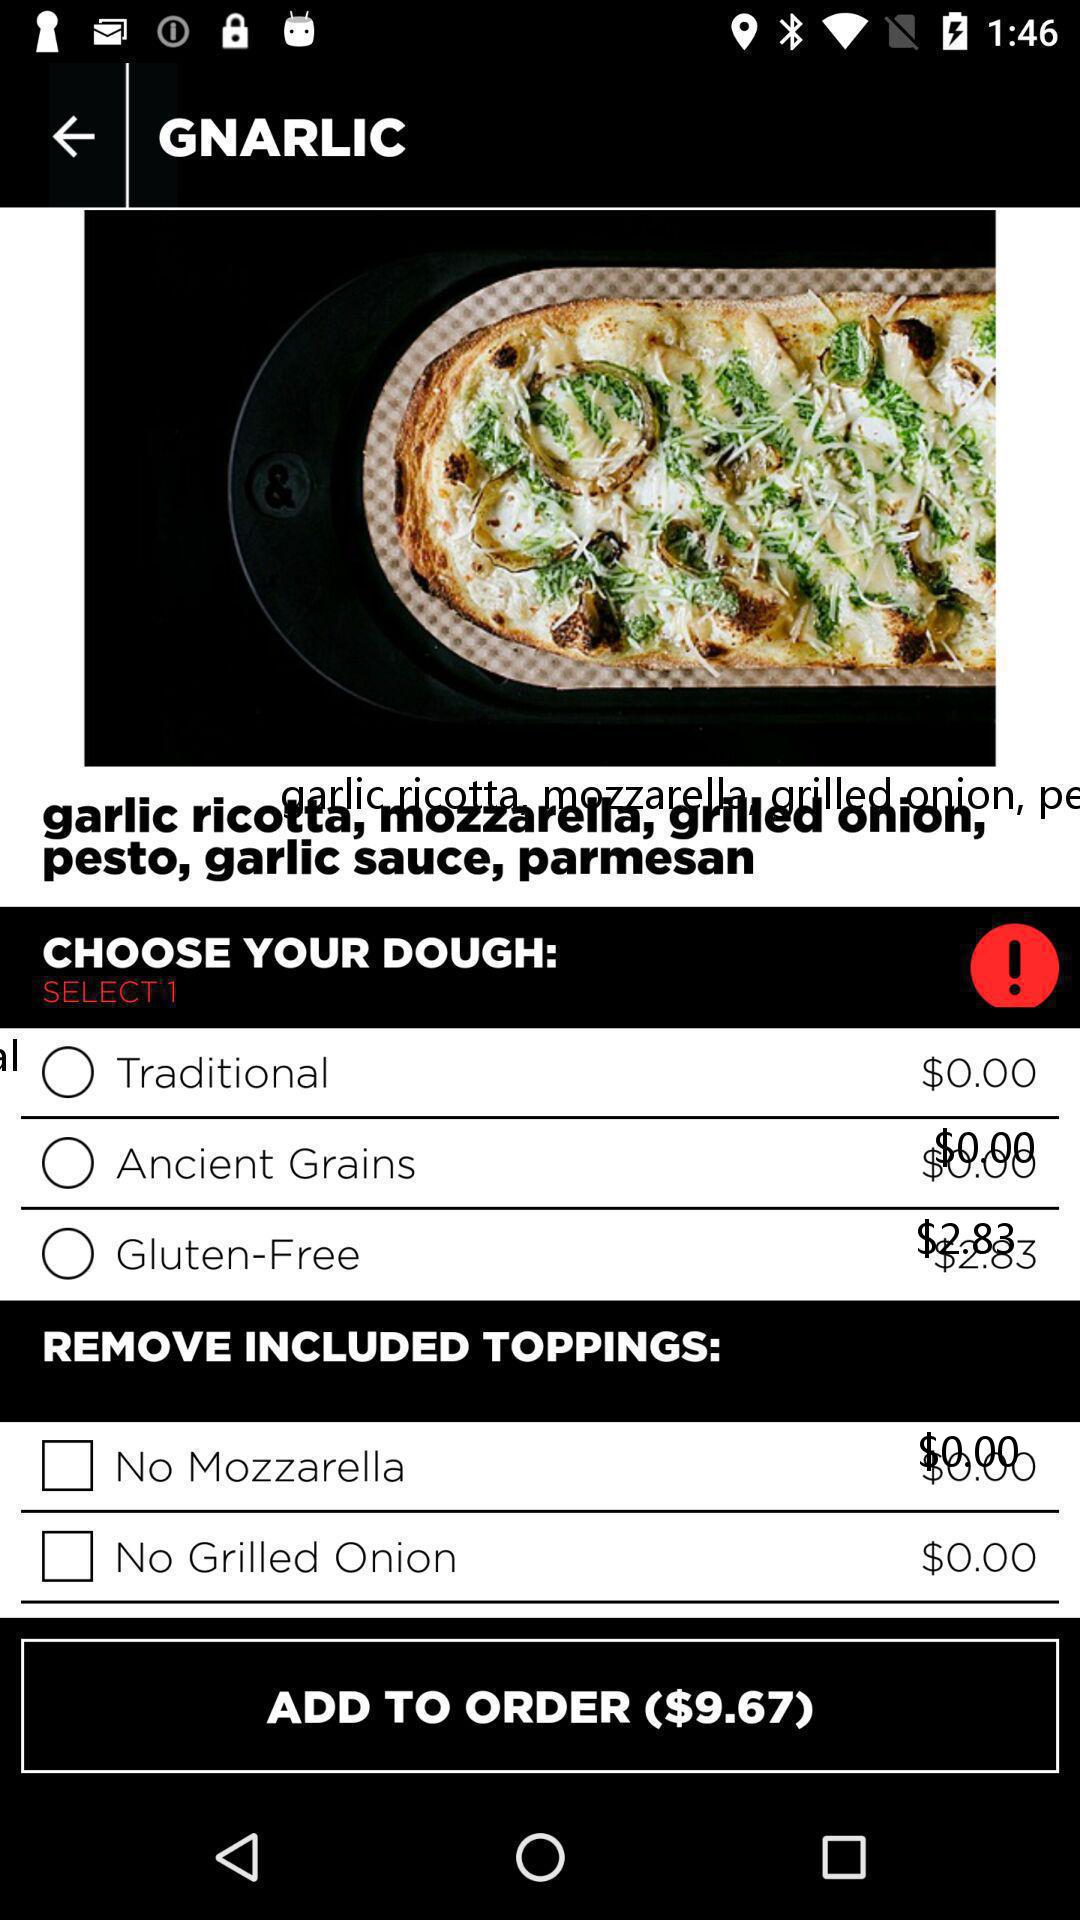 1:46
GNARLIC
&
garlic ricotta, mozzarella, grilled onion, pe
garlic ricotta, mozzarella, grilled onion,
pesto, garlic sauce, parmesan
CHOOSE YOUR DOUGH:
SELECT 1
al
Traditional $0.00
$0.00
Ancient Grains $0.00
$2.83
Gluten-Free $2.83
REMOVE INCLUDED TOPPINGS:
$0.00
No Mozzarella $0.00
No Grilled Onion $0.00
ADD TO ORDER ($9.67)